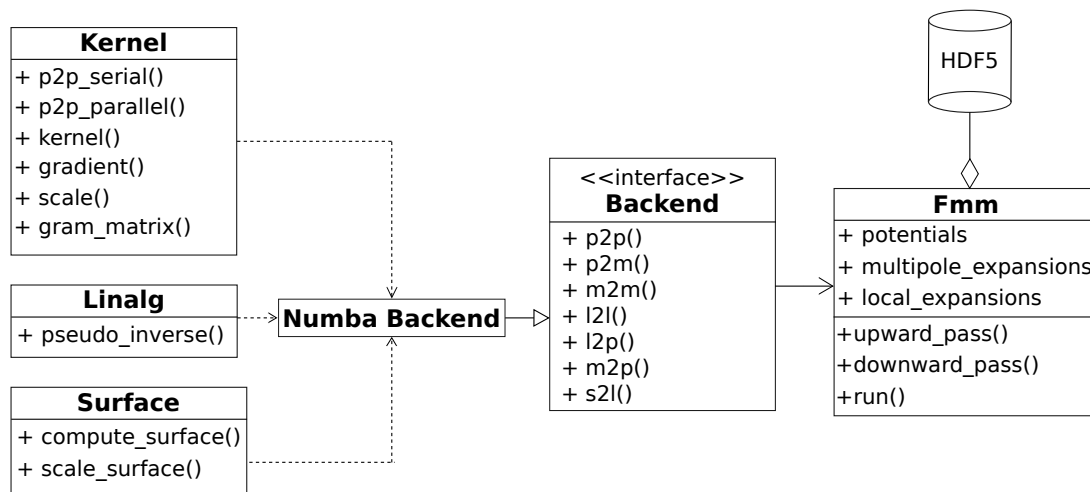 Kernel
+ p2p_serial()
+ p2p_parallel()
+ kernel()
+ gradient()
+ scale()
+ gram_matrix()
Linalg
+ pseudo_inverse()
Surface
+ compute_surface()
+ scale_surface()
Numba Backend
<<interface>>
Backend
+ p2p()
+ p2m()
+ m2m()
+ l2l()
+ l2p()
+ m2p()
+ s2l()
HDF5
Fmm
+ potentials
+ multipole_expansions
+ local_expansions
+upward_pass()
+downward_pass()
+run()